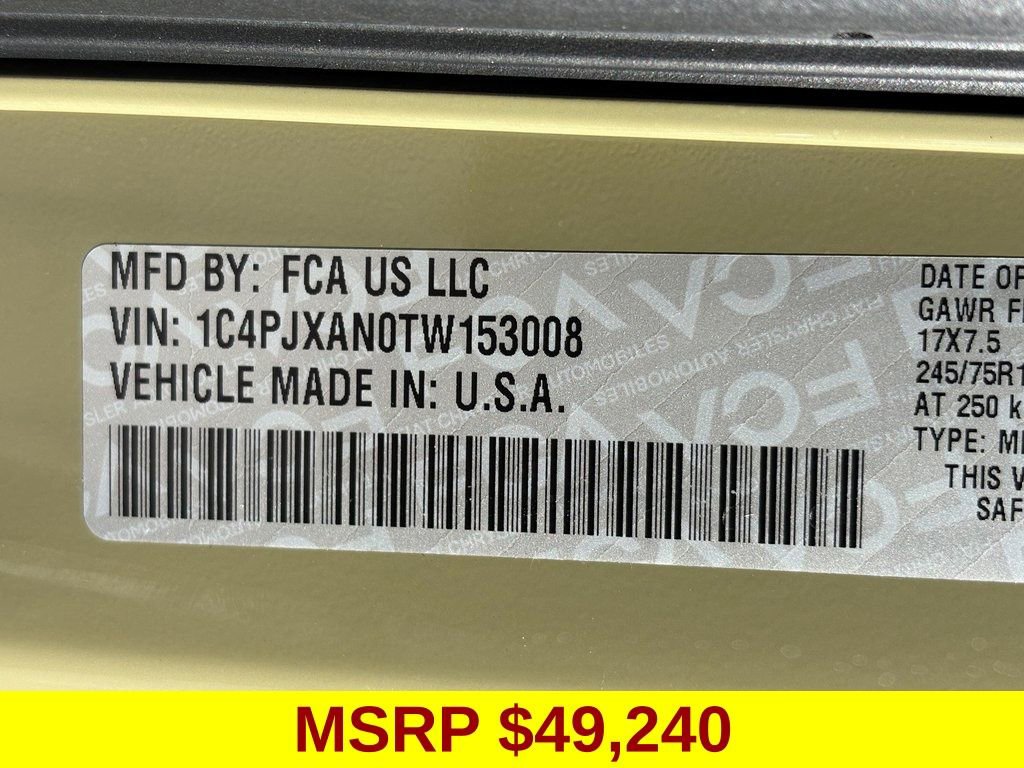 MFD BY: FCA US LLC
VIN: 1C4PJXAN0TW153008
VEHICLE MADE IN: U.S.A.
DATE OF
GAWR F
17X7.5
245/75R1
AT 250 k
TYPE: M
THIS V
SAF
MSRP $49,240